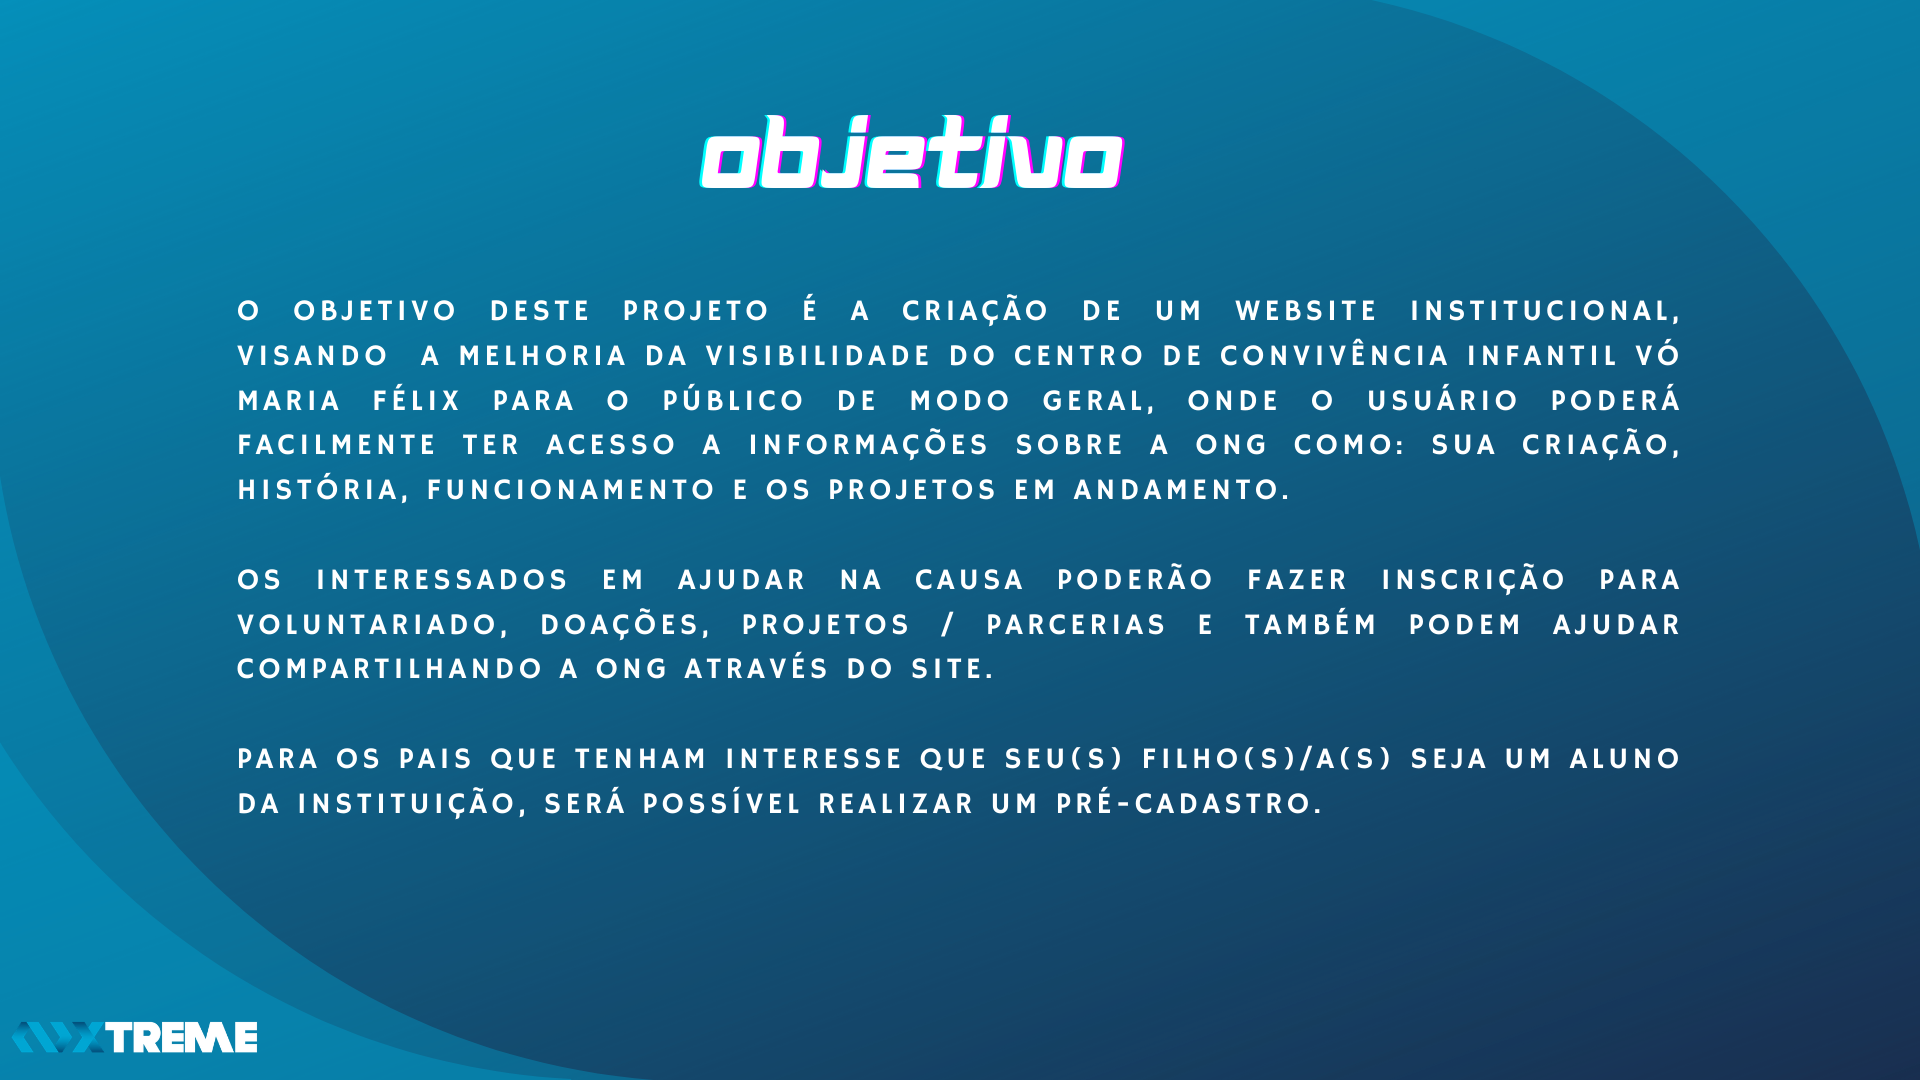 objetivo
O OBJETIVO DESTE PROJETO É A CRIAÇÃO DE UM WEBSITE INSTITUCIONAL,
VISANDO A MELHORIA DA VISIBILIDADE DO CENTRO DE CONVIVÊNCIA INFANTIL VÓ
MARIA FÉLIX PARA O PÚBLICO DE MODO GERAL, ONDE O USUÁRIO PODERÁ
FACILMENTE TER ACESSO A INFORMAÇÕES SOBRE A ONG COMO: SUA CRIAÇÃO,
HISTÓRIA, FUNCIONAMENTO E OS PROJETOS EM ANDAMENTO.
OS INTERESSADOS EM AJUDAR NA CAUSA PODERÃO FAZER INSCRIÇÃO PARA
VOLUNTARIADO, DOAÇÕES, PROJETOS / PARCERIAS E TAMBÉM PODEM AJUDAR
COMPARTILHANDO A ONG ATRAVÉS DO SITE.
PARA OS PAIS QUE TENHAM INTERESSE QUE SEU(S) FILHO(S)/A(S) SEJA UM ALUNO
DA INSTITUIÇÃO, SERÁ POSSÍVEL REALIZAR UM PRÉ-CADASTRO.
XTREME